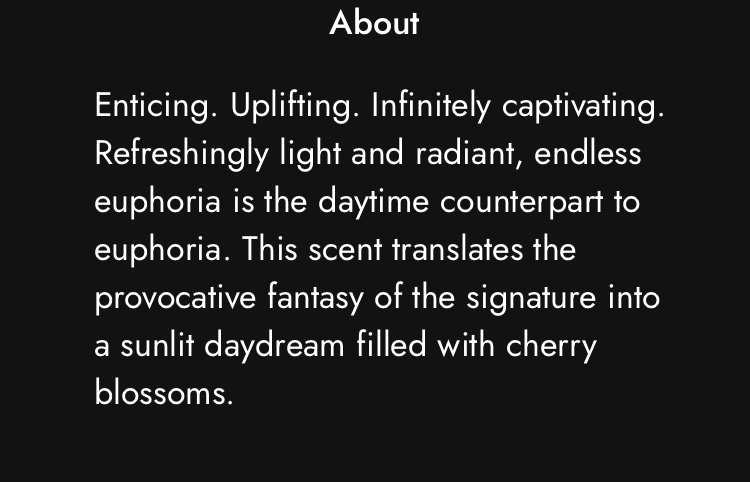 About
Enticing. Uplifting. Infinitely captivating.
Refreshingly light and radiant, endless
euphoria is the daytime counterpart to
euphoria. This scent translates the
provocative fantasy of the signature into
a sunlit daydream filled with cherry
blossoms.